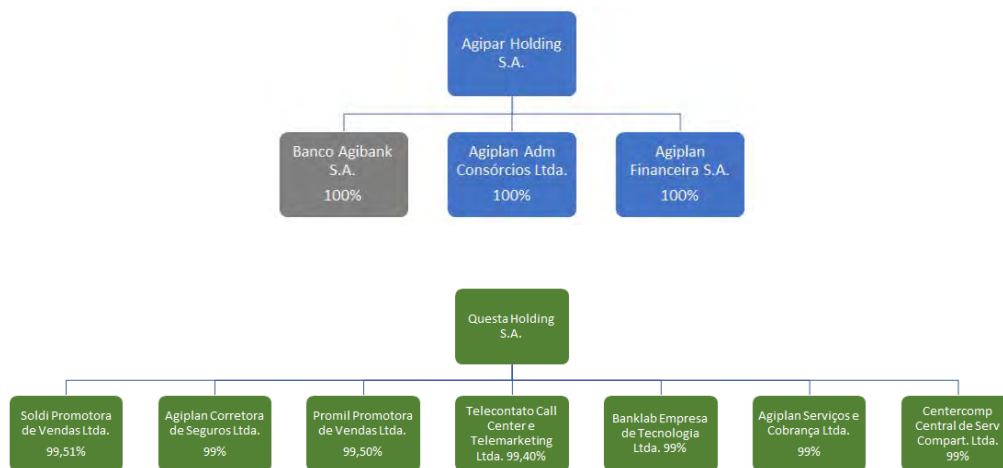 Agipar Holding
S.A.
Banco Agibank
S.A.
100%
Agiplan Adm
Consórcios Ltda.
100%
Agiplan
Financeira S.A.
100%
Questa Holding
S.A.
Soldi Promotora
de Vendas Ltda.
99,51%
Agiplan Corretora
de Seguros Ltda.
99%
Promil Promotora
de Vendas Ltda.
99,50%
Telecontato Call
Center e
Telemarketing
Ltda. 99,40%
Banklab Empresa
de Tecnologia
Ltda. 99%
Agiplan Serviços e
Cobrança Ltda.
99%
Centercomp
Central de Serv
Compart. Ltda.
99%